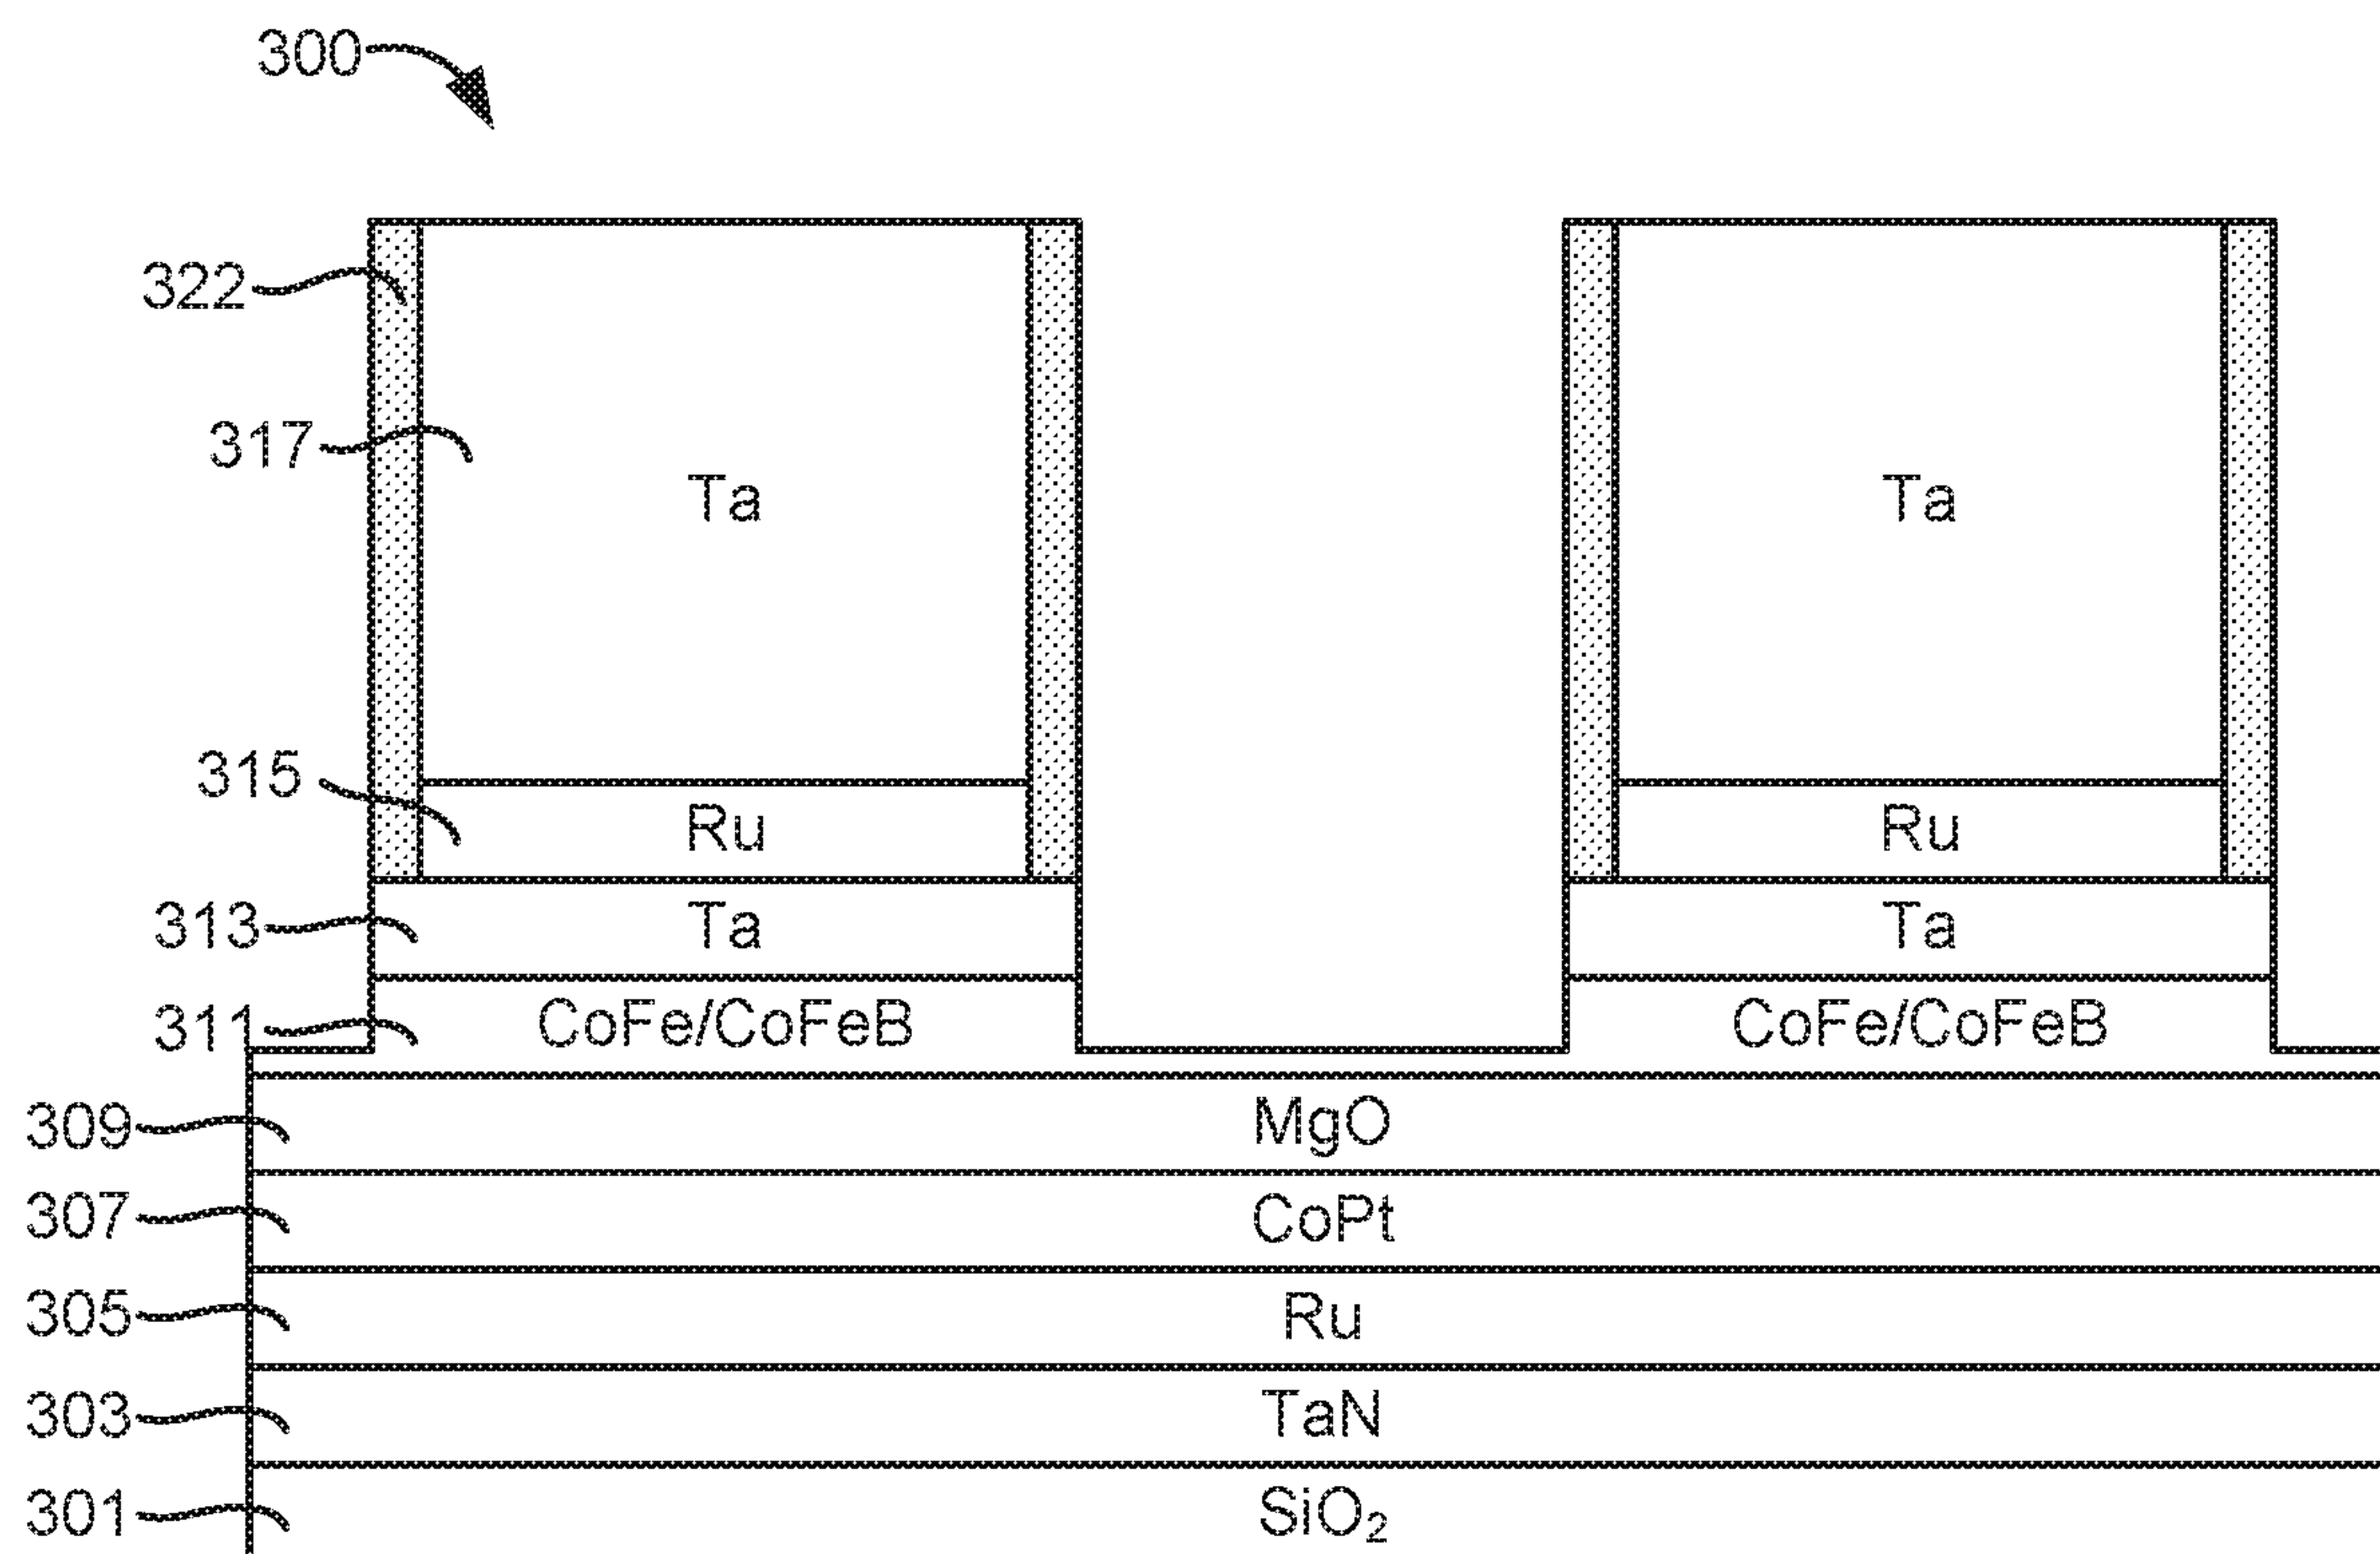 300
322
317 Ta Ta
315 Ru Ru
313 Ta Ta
311 CoFe/CoFeB CoFe/CoFeB
309 MgO
307 CoPt
305 Ru
303 TaN
301 SiO₂